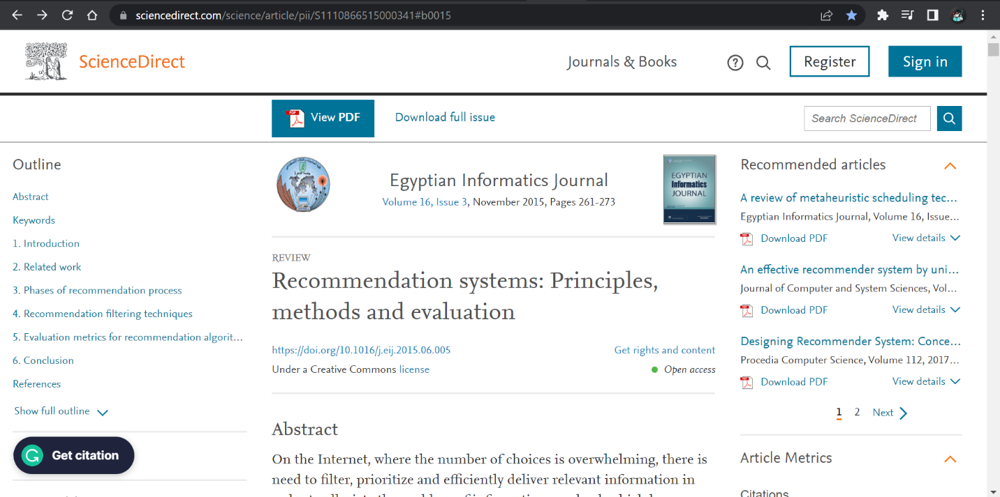 sciencedirect.com/science/article/pii/S1110866515000341#b0015
ScienceDirect
Journals & Books
Register
Sign in
View PDF
Download full issue
Search ScienceDirect
Outline
Abstract
Keywords
1. Introduction
2. Related work
3. Phases of recommendation process
4. Recommendation filtering techniques
5. Evaluation metrics for recommendation algorit...
6. Conclusion
References
Show full outline
Get citation
Egyptian Informatics Journal
Volume 16, Issue 3, November 2015, Pages 261-273
EGYPTIAN
Informatics
JOURNAL
REVIEW
Recommendation systems: Principles,
methods and evaluation
https://doi.org/10.1016/j.eij.2015.06.005
Get rights and content
Under a Creative Commons license
Open access
Abstract
On the Internet, where the number of choices is overwhelming, there is
need to filter, prioritize and efficiently deliver relevant information in
Recommended articles
A review of metaheuristic scheduling tec...
Egyptian Informatics Journal, Volume 16, Issue...
Download PDF
View details
An effective recommender system by uni...
Journal of Computer and System Sciences, Vol...
Download PDF
View details
Designing Recommender System: Conce...
Procedia Computer Science, Volume 112, 2017...
Download PDF
View details
1 2 Next
Article Metrics
Citations